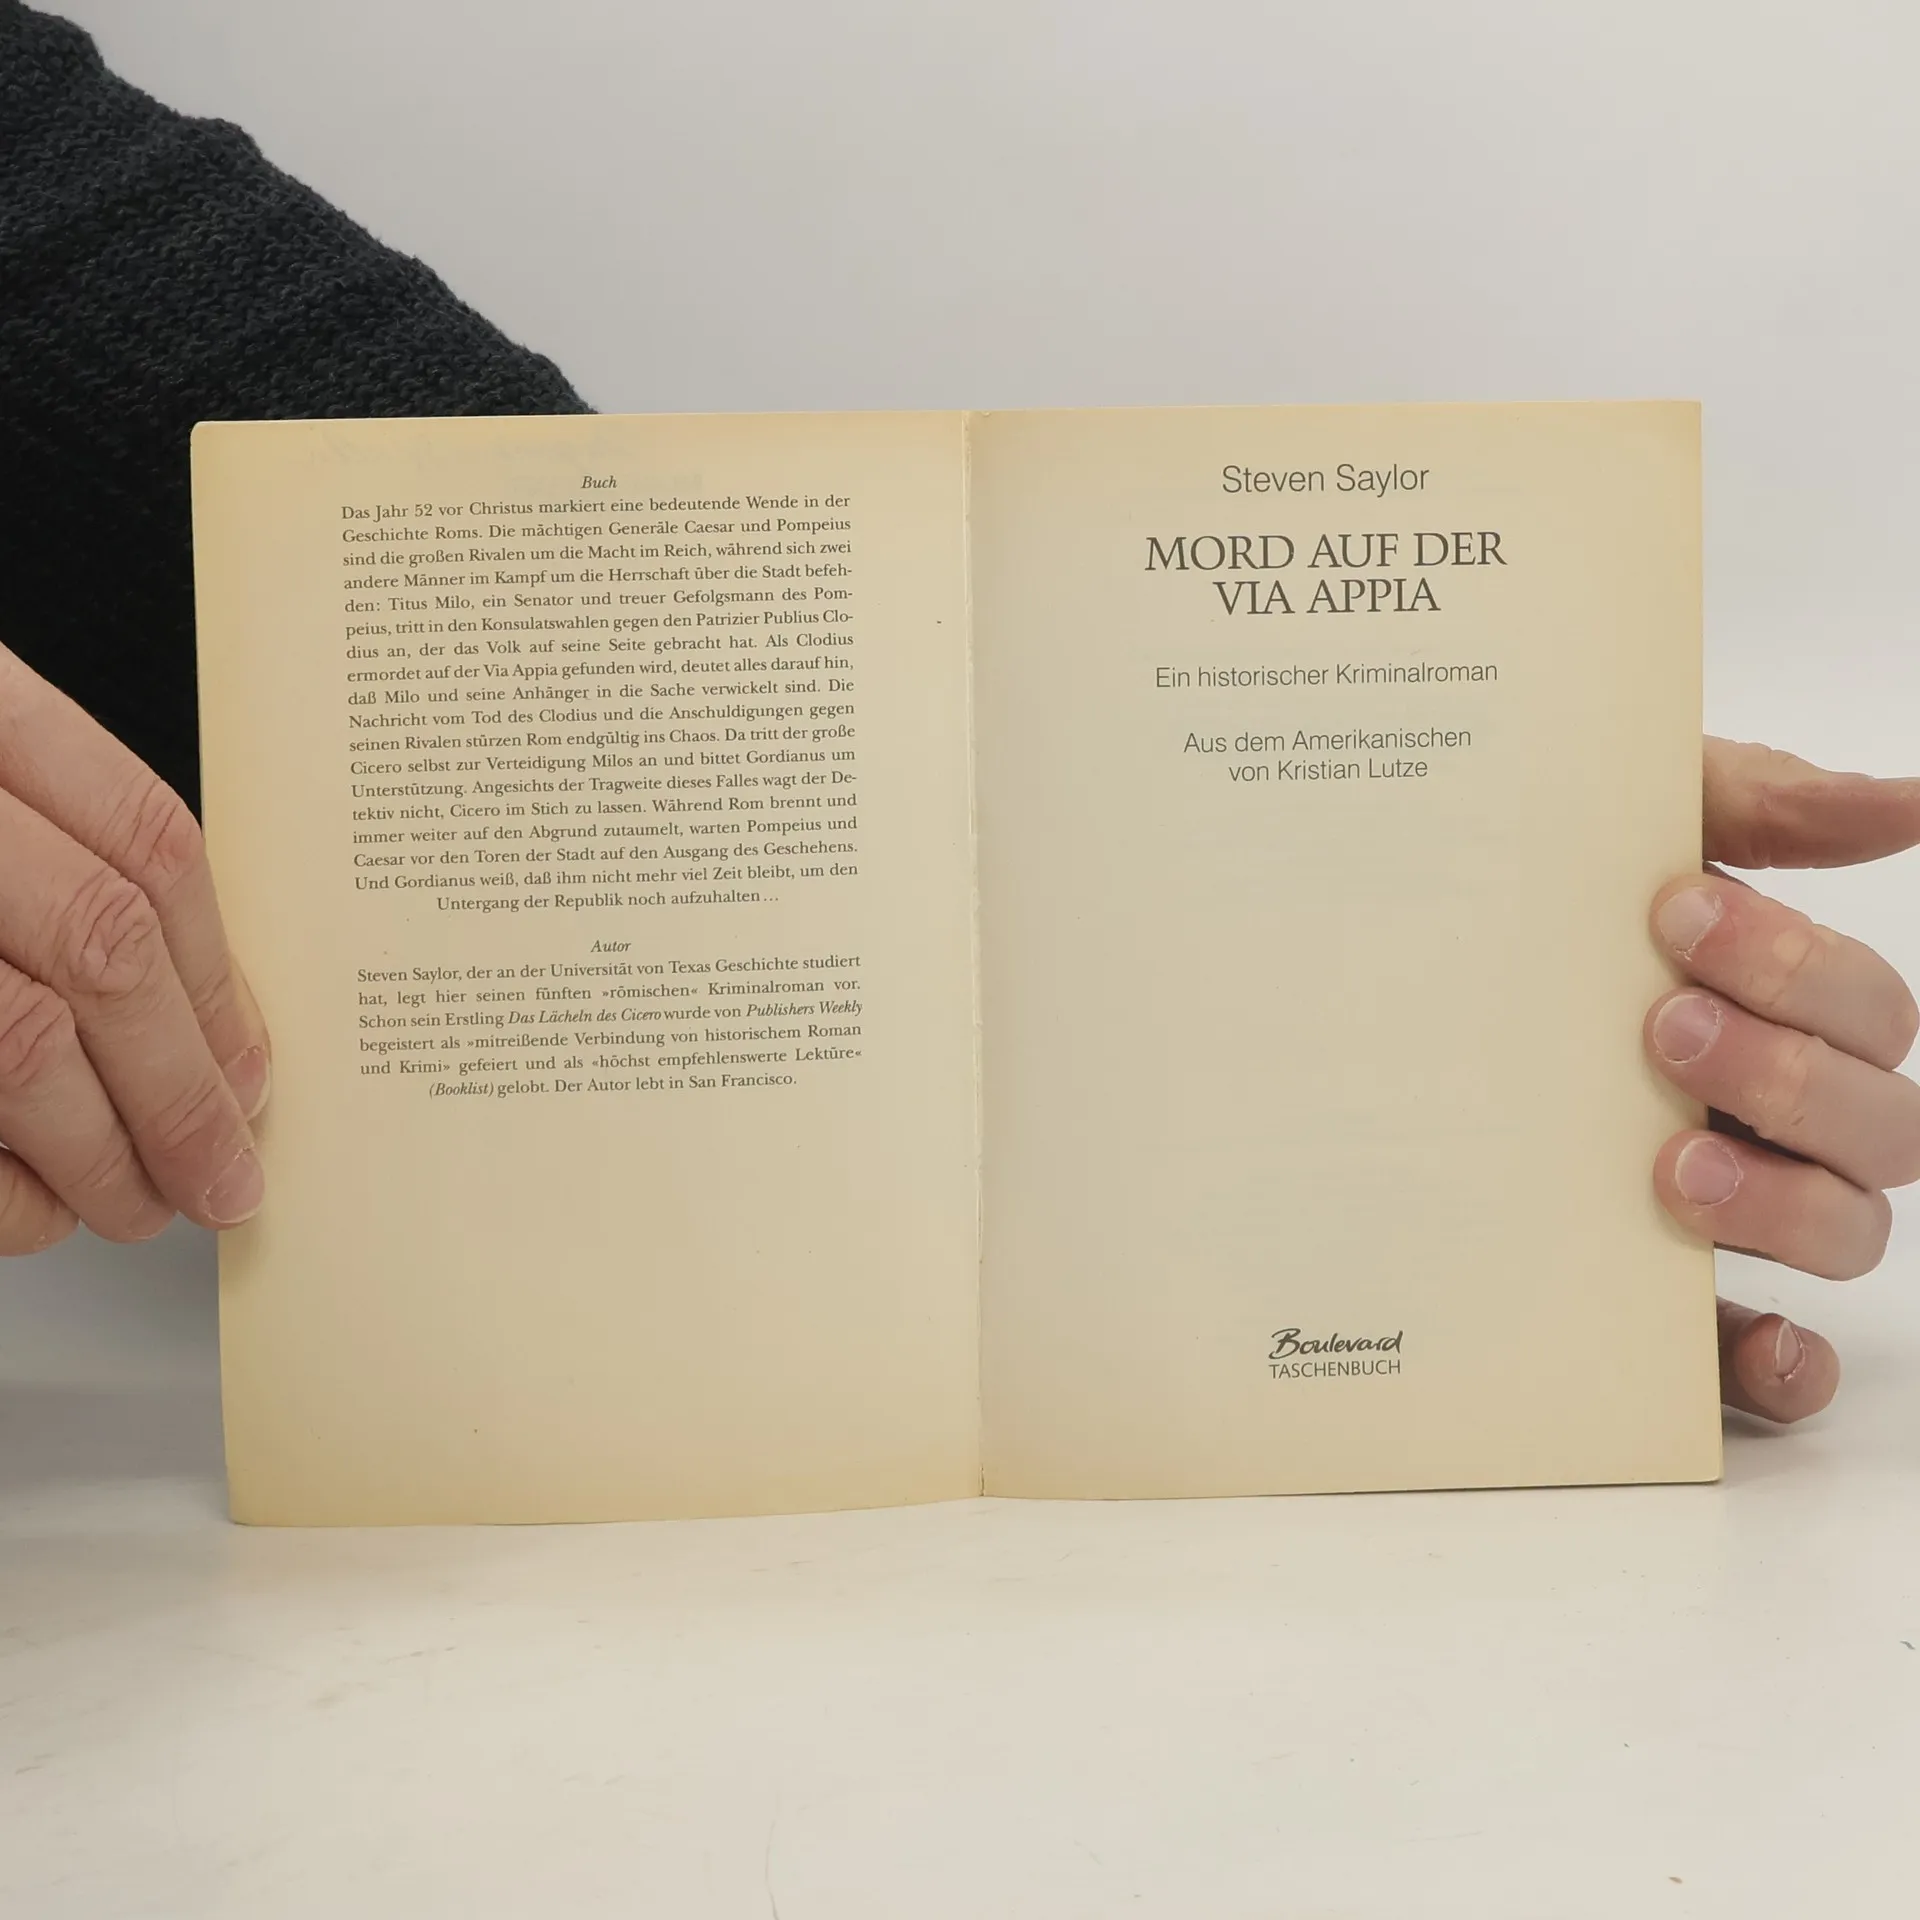 Buch
Das Jahr 52 vor Christus markiert eine bedeutende Wende in der
Geschichte Roms. Die mächtigen Generäle Caesar und Pompeius
sind die großen Rivalen um die Macht im Reich, während sich zwei
andere Männer im Kampf um die Herrschaft über die Stadt befeh-
den: Titus Milo, ein Senator und treuer Gefolgsmann des Pom-
peius, tritt in den Konsulatswahlen gegen den Patrizier Publius Clo-
dius an, der das Volk auf seine Seite gebracht hat. Als Clodius
ermordet auf der Via Appia gefunden wird, deutet alles darauf hin,
daß Milo und seine Anhänger in die Sache verwickelt sind. Die
Nachricht vom Tod des Clodius und die Anschuldigungen gegen
seinen Rivalen stürzen Rom endgültig ins Chaos. Da tritt der große
Cicero selbst zur Verteidigung Milos an und bittet Gordianus um
Unterstützung. Angesichts der Tragweite dieses Falles wagt der De-
tektiv nicht, Cicero im Stich zu lassen. Während Rom brennt und
immer weiter auf den Abgrund zutaumelt, warten Pompeius und
Caesar vor den Toren der Stadt auf den Ausgang des Geschehens.
Und Gordianus weiß, daß ihm nicht mehr viel Zeit bleibt, um den
Untergang der Republik noch aufzuhalten...
Autor
Steven Saylor, der an der Universität von Texas Geschichte studiert
hat, legt hier seinen fünften »römischen« Kriminalroman vor.
Schon sein Erstling Das Lächeln des Cicero wurde von Publishers Weekly
begeistert als »mitreißende Verbindung von historischem Roman
und Krimi» gefeiert und als «höchst empfehlenswerte Lektüre«
(Booklist) gelobt. Der Autor lebt in San Francisco.
Steven Saylor
MORD AUF DER
VIA APPIA
Ein historischer Kriminalroman
Aus dem Amerikanischen
von Kristian Lutze
Boulevard
TASCHENBUCH